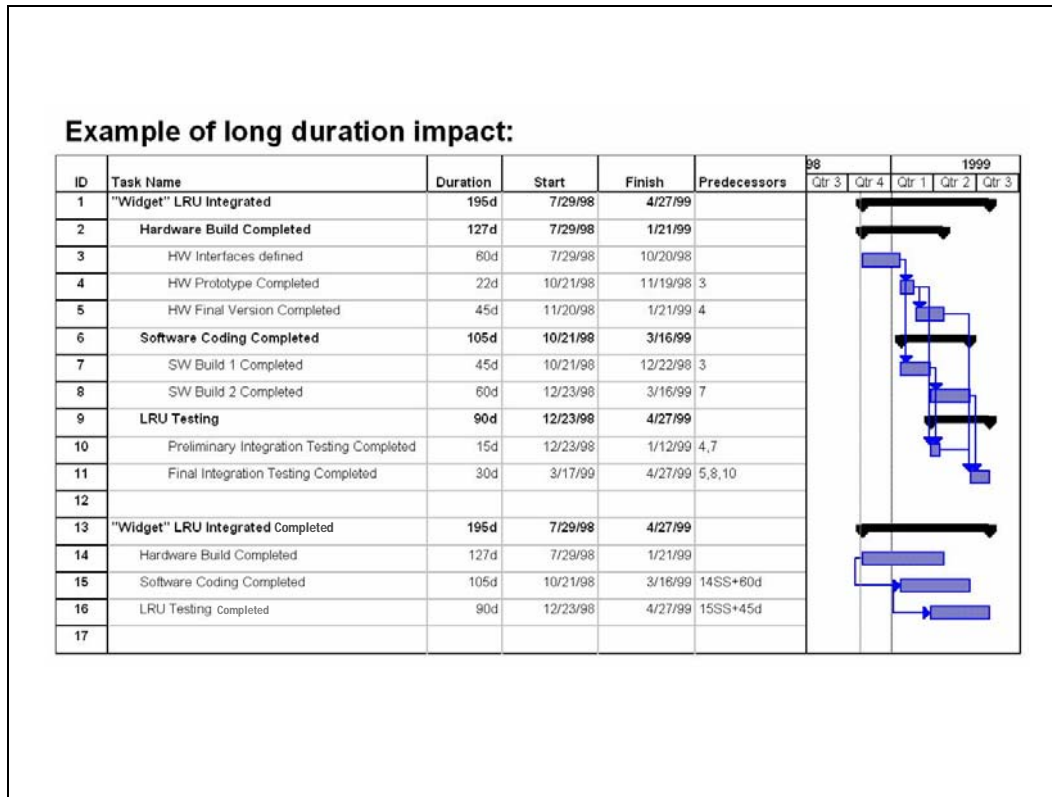 Example of long duration impact:
98 1999
ID Task Name Duration Start Finish Predecessors Qtr 3 Qtr 4 Qtr 1 Qtr 2 Qtr 3
1 "Widget" LRU Integrated 195d 7/29/98 4/27/99
2 Hardware Build Completed 127d 7/29/98 1/21/99
3 HW Interfaces defined 60d 7/29/98 10/20/98
4 HW Prototype Completed 22d 10/21/98 11/19/98 3
5 HW Final Version Completed 45d 11/20/98 1/21/99 4
6 Software Coding Completed 105d 10/21/98 3/16/99
7 SW Build 1 Completed 45d 10/21/98 12/22/98 3
8 SW Build 2 Completed 60d 12/23/98 3/16/99 7
9 LRU Testing 90d 12/23/98 4/27/99
10 Preliminary Integration Testing Completed 15d 12/23/98 1/12/99 4,7
11 Final Integration Testing Completed 30d 3/17/99 4/27/99 5,8,10
12
13 "Widget" LRU Integrated Completed 195d 7/29/98 4/27/99
14 Hardware Build Completed 127d 7/29/98 1/21/99
15 Software Coding Completed 105d 10/21/98 3/16/99 14SS+60d
16 LRU Testing Completed 90d 12/23/98 4/27/99 15SS+45d
17